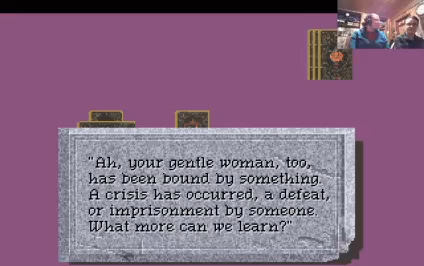 "Ah, your gentle woman, too,
has been bound by something.
A crisis has occurred, a defeat,
or imprisonment by someone.
What more can we learn?"